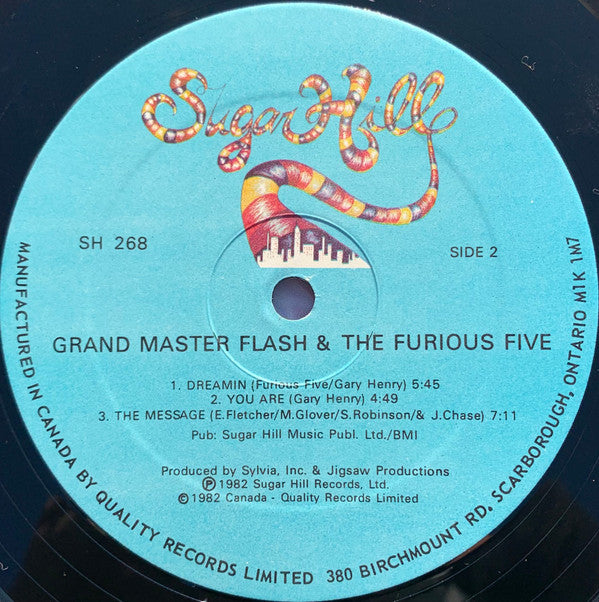 Sugar Hill
SH 268
SIDE 2
GRAND MASTER FLASH & THE FURIOUS FIVE
1. DREAMIN (Furious Five/Gary Henry) 5:45
2. YOU ARE (Gary Henry) 4:49
3. THE MESSAGE (E.Fletcher/M.Glover/S.Robinson/& J.Chase) 7:11
Pub: Sugar Hill Music Publ. Ltd./BMI
Produced by Sylvia, Inc. & Jigsaw Productions
Ⓟ1982 Sugar Hill Records, Ltd.
©1982 Canada - Quality Records Limited
MANUFACTURED IN CANADA BY QUALITY RECORDS LIMITED 380 BIRCHMOUNT RD. SCARBOROUGH, ONTARIO M1K 1M7